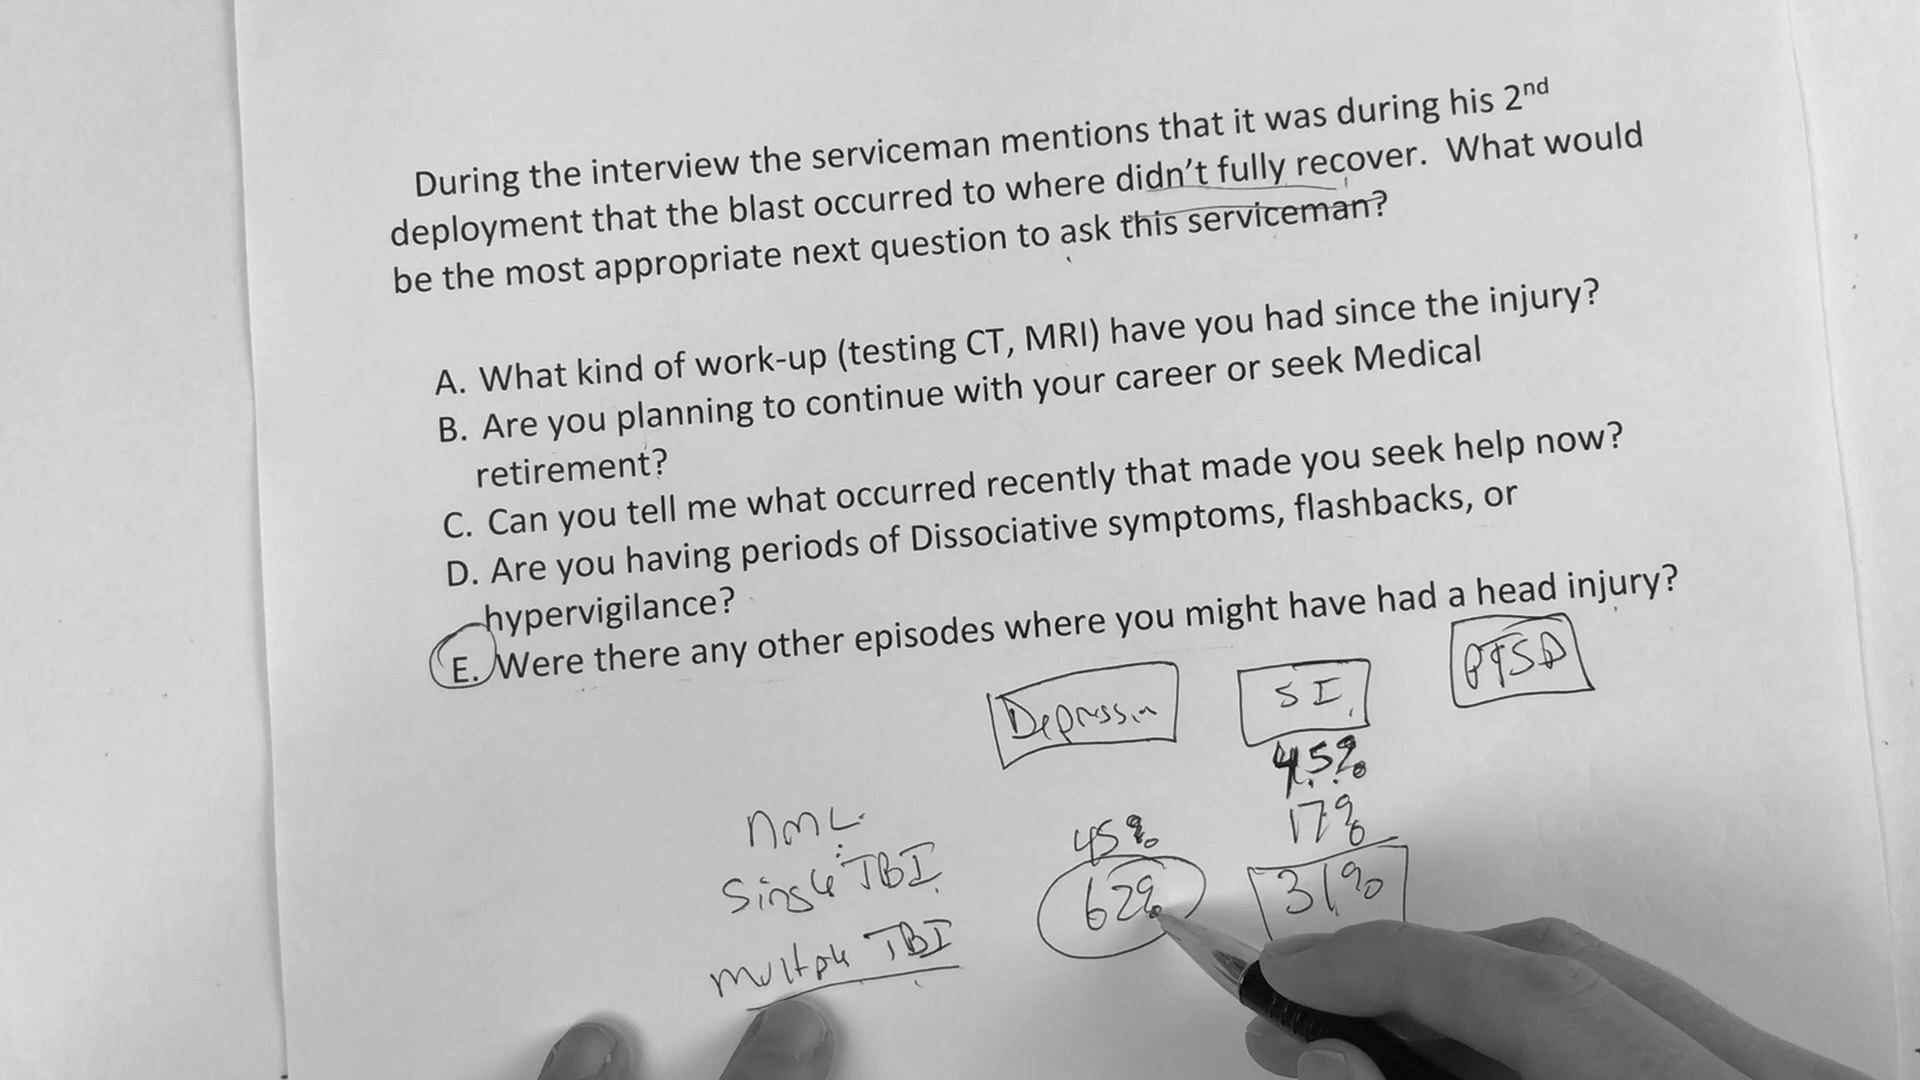 During the interview the serviceman mentions that it was during his 2nd
deployment that the blast occurred to where didn't fully recover. What would
be the most appropriate next question to ask this serviceman?
A. What kind of work-up (testing CT, MRI) have you had since the injury?
B. Are you planning to continue with your career or seek Medical
retirement?
C. Can you tell me what occurred recently that made you seek help now?
D. Are you having periods of Dissociative symptoms, flashbacks, or
hypervigilance?
E. Were there any other episodes where you might have had a head injury?
Depression SI PTSD
4.5%
NML 17%
Single TBI 45%
Multiple TBI 62% 31%